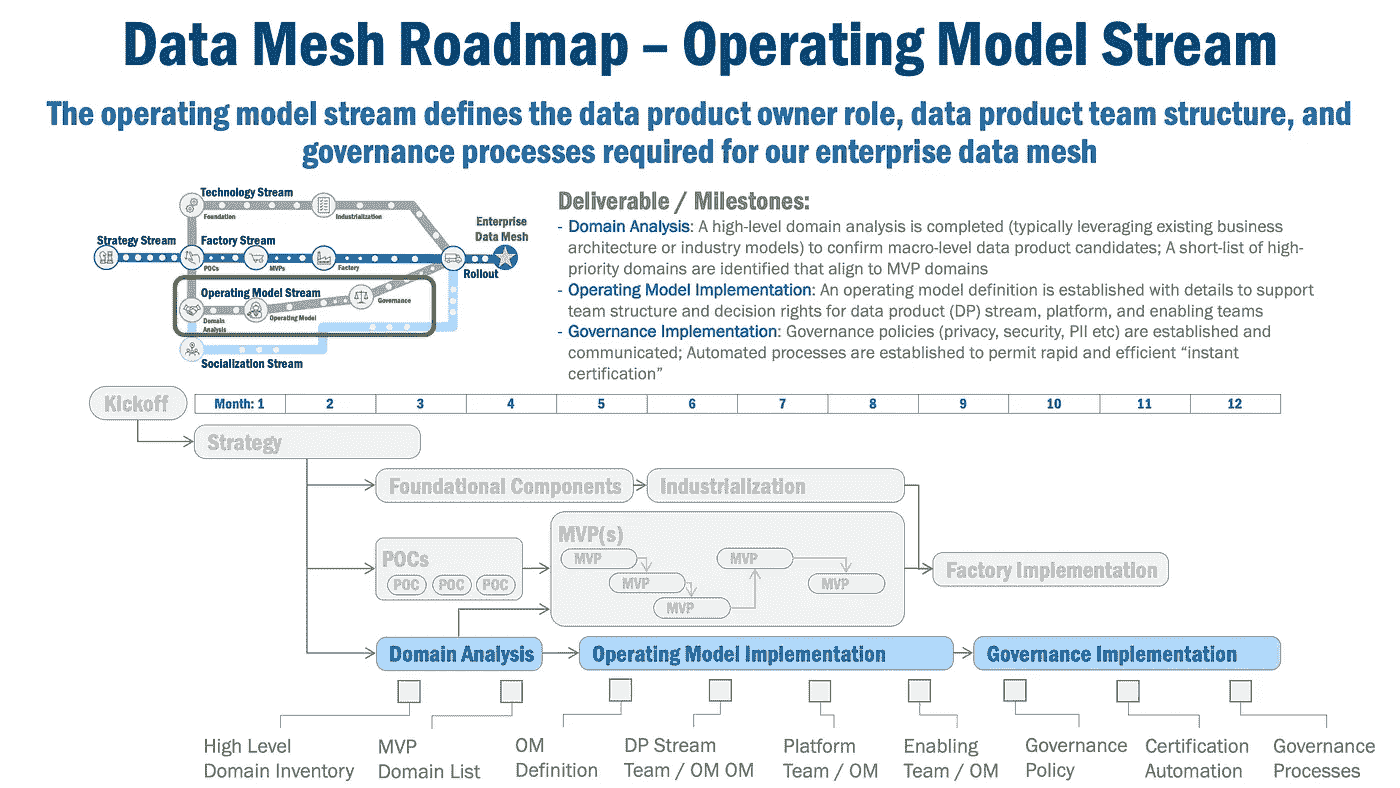 Data Mesh Roadmap – Operating Model Stream
The operating model stream defines the data product owner role, data product team structure, and
governance processes required for our enterprise data mesh
Technology Stream
Foundation
Industrialization
Strategy Stream
Factory Stream
POCs
MVPs
Factory
Enterprise
Data Mesh
Rollout
Operating Model Stream
Domain
Analysis
Operating Model
Governance
Socialization Stream
Deliverable / Milestones:
- Domain Analysis: A high-level domain analysis is completed (typically leveraging existing business
architecture or industry models) to confirm macro-level data product candidates; A short-list of high-
priority domains are identified that align to MVP domains
- Operating Model Implementation: An operating model definition is established with details to support
team structure and decision rights for data product (DP) stream, platform, and enabling teams
- Governance Implementation: Governance policies (privacy, security, PII etc) are established and
communicated; Automated processes are established to permit rapid and efficient “instant
certification”
Kickoff
Month: 1 2 3 4 5 6 7 8 9 10 11 12
Strategy
Foundational Components
Industrialization
POCs
POC POC POC
MVP(s)
MVP
MVP
MVP
MVP
MVP
Factory Implementation
Domain Analysis
Operating Model Implementation
Governance Implementation
High Level
Domain Inventory
MVP
Domain List
OM
Definition
DP Stream
Team / OM OM
Platform
Team / OM
Enabling
Team / OM
Governance
Policy
Certification
Automation
Governance
Processes